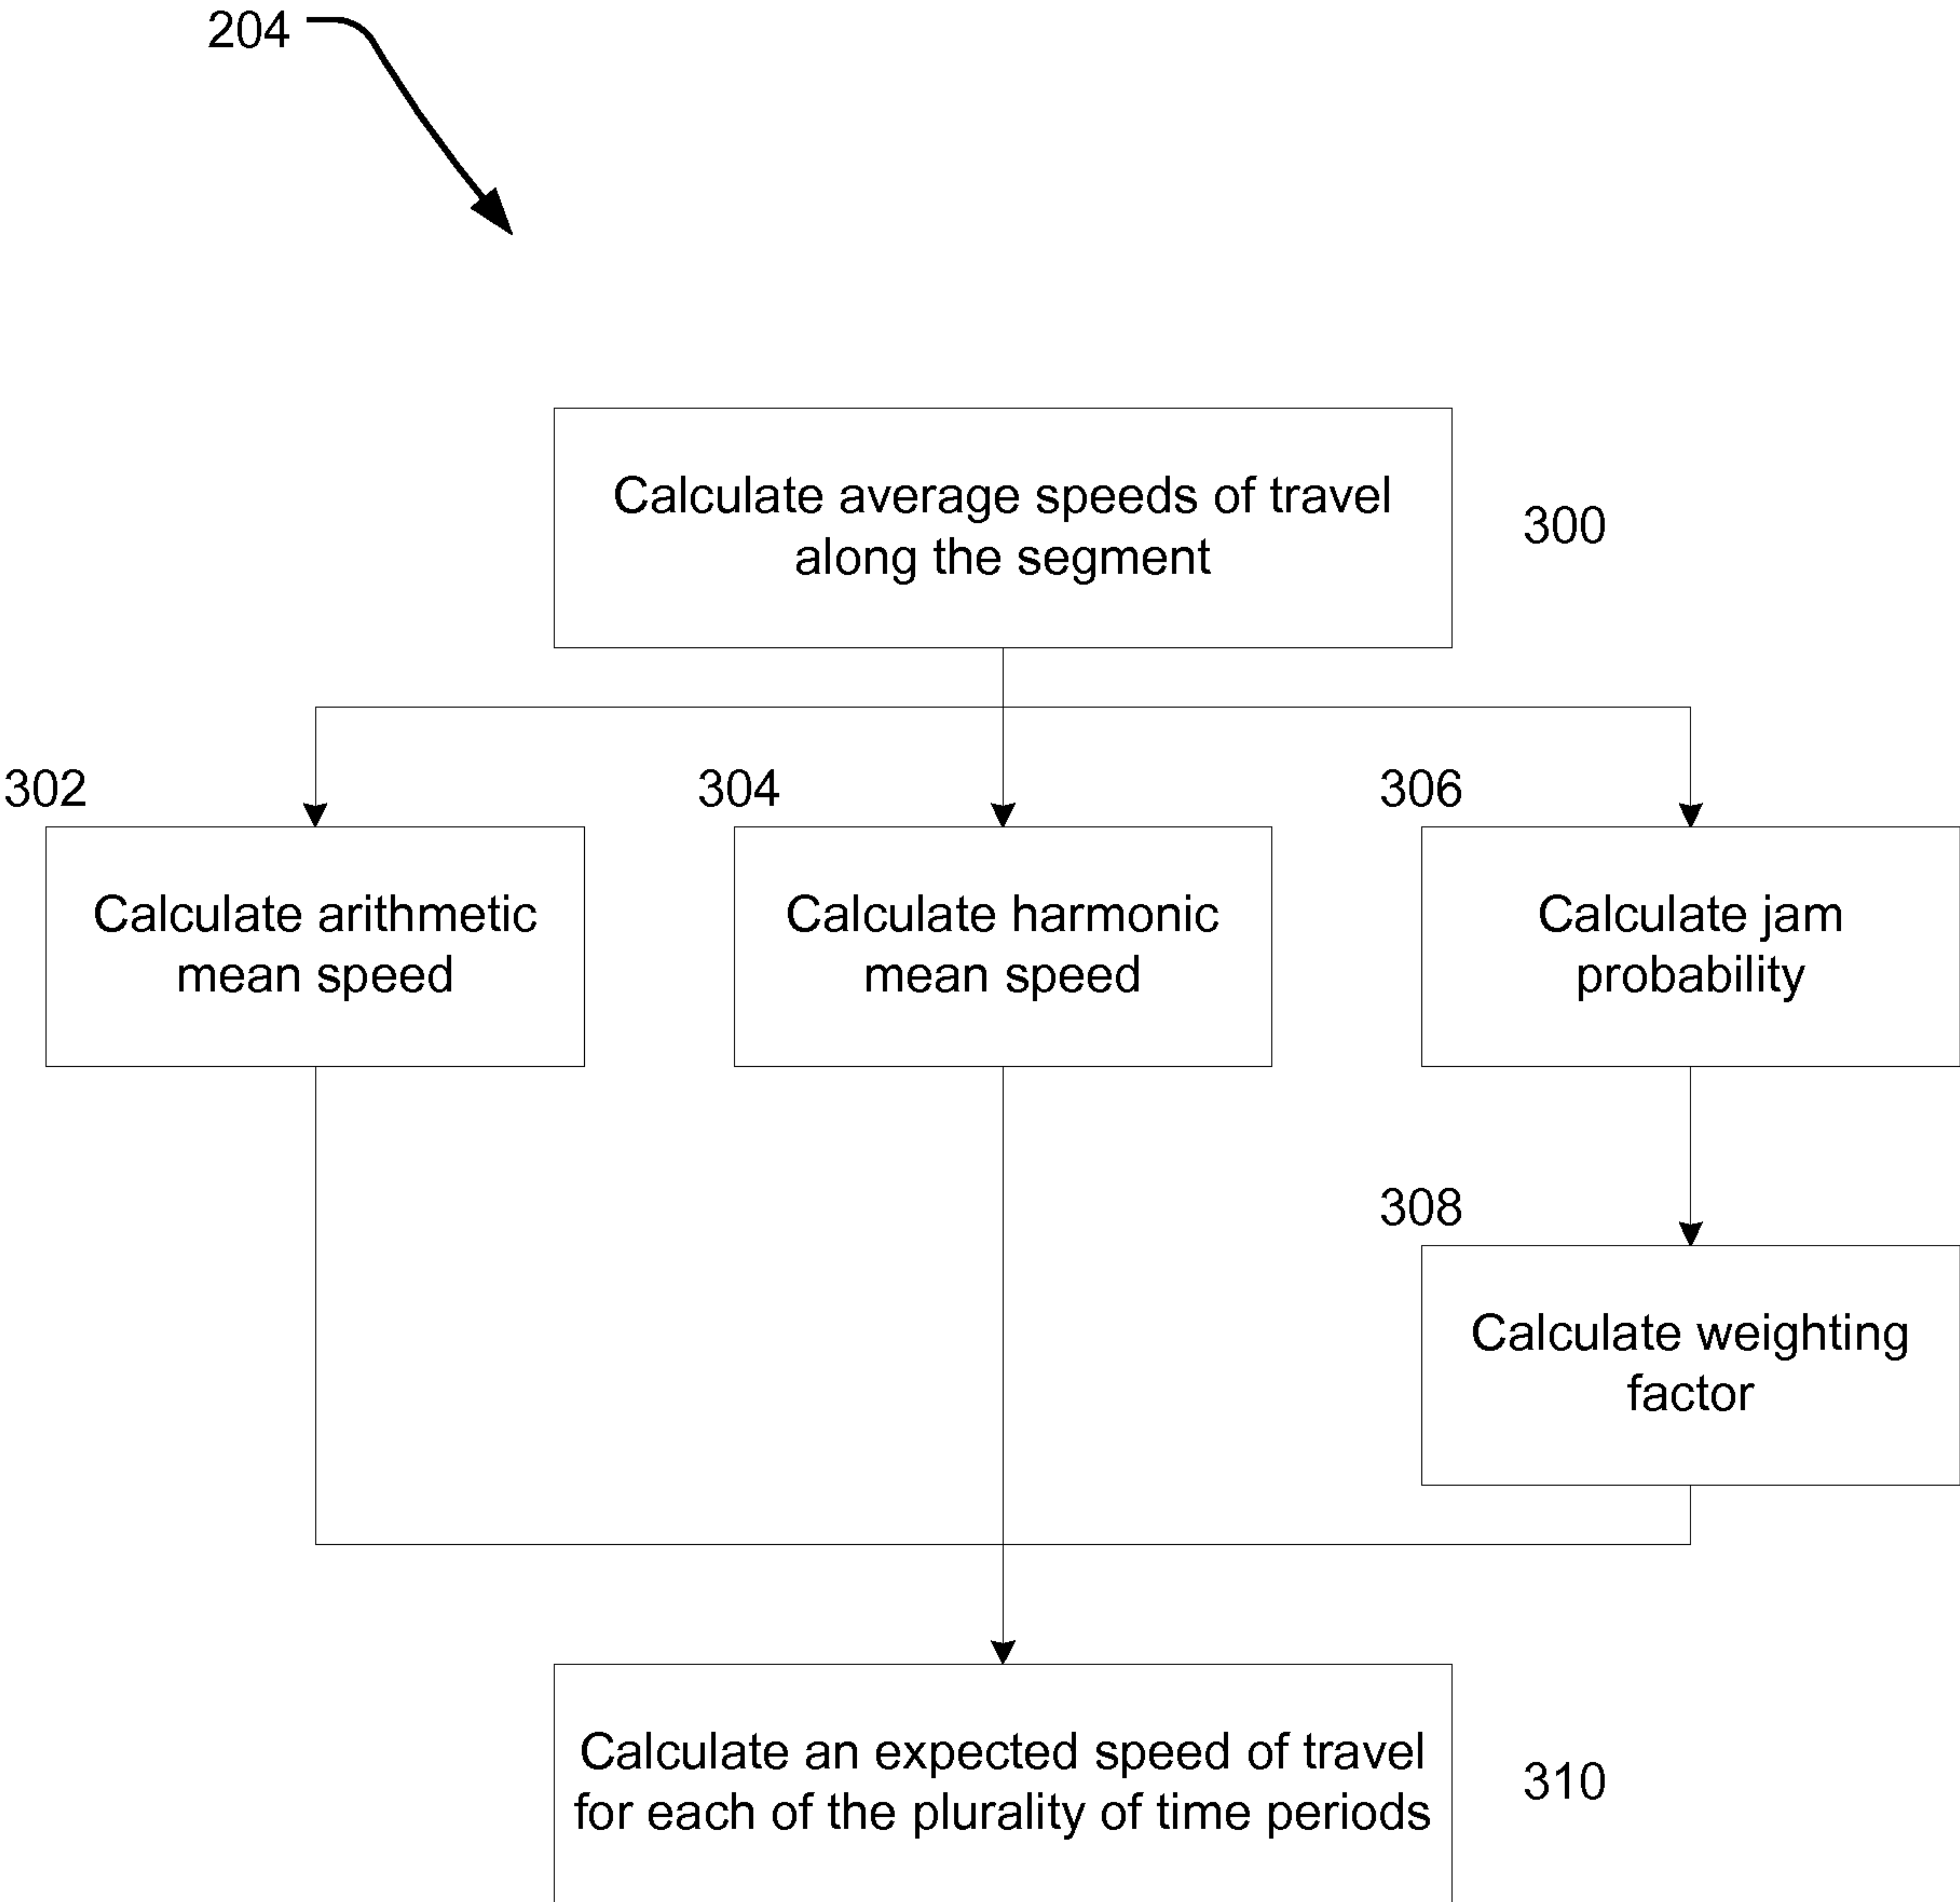 204
Calculate average speeds of travel
along the segment
300
302
304
306
Calculate arithmetic
mean speed
Calculate harmonic
mean speed
Calculate jam
probability
308
Calculate weighting
factor
Calculate an expected speed of travel
for each of the plurality of time periods
310